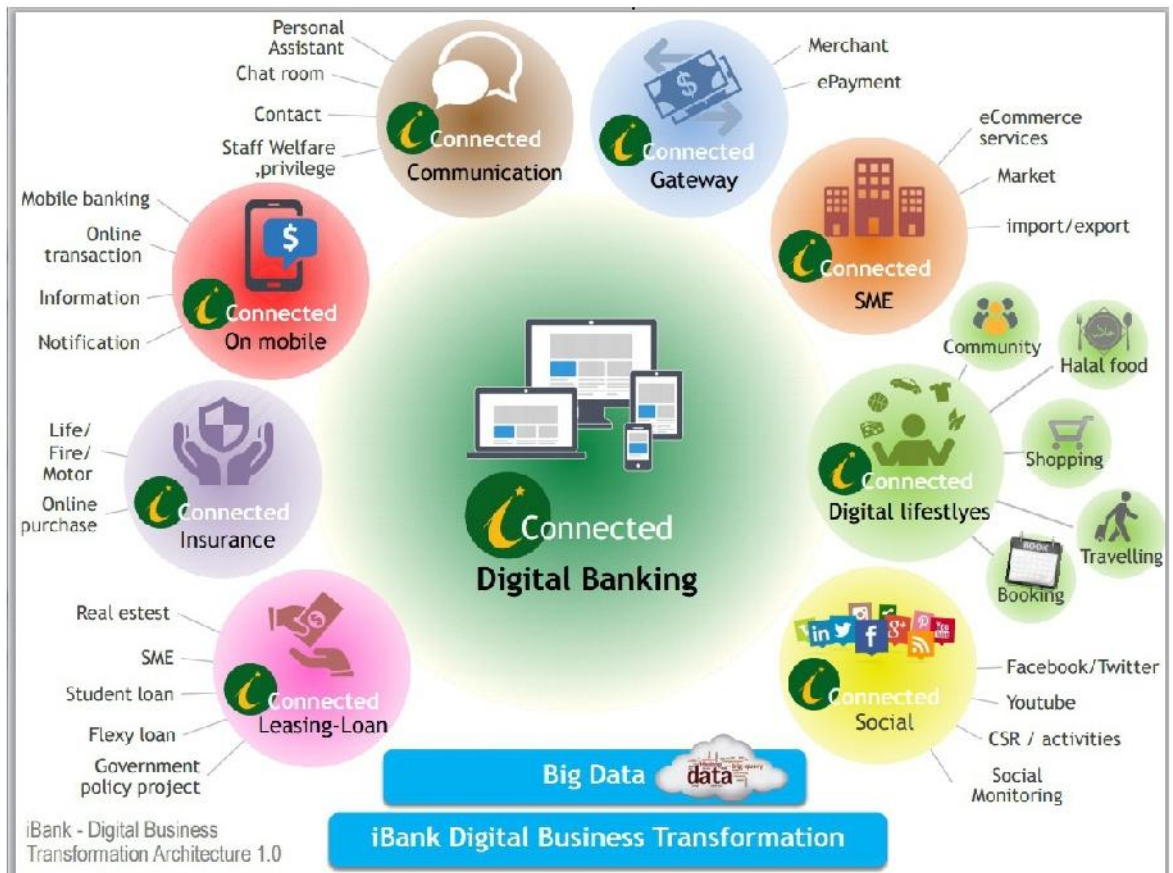 Personal
Assistant
Chat room
Contact
Staff Welfare
,privilege
Connected
Communication
Connected
Gateway
Merchant
ePayment
Connected
SME
eCommerce
services
Market
import/export
Mobile banking
Online
transaction
Information
Notification
Connected
On mobile
Community
Halal food
Shopping
Travelling
BOOK
Booking
Connected
Digital lifestlyes
Life/
Fire/
Motor
Online
purchase
Connected
Insurance
Connected
Digital Banking
Real estest
SME
Student loan
Flexy loan
Government
policy project
Connected
Leasing-Loan
in
f
g+
You
Connected
Social
Facebook/Twitter
Youtube
CSR / activities
Social
Monitoring
Big Data
data
iBank Digital Business Transformation
iBank - Digital Business
Transformation Architecture 1.0